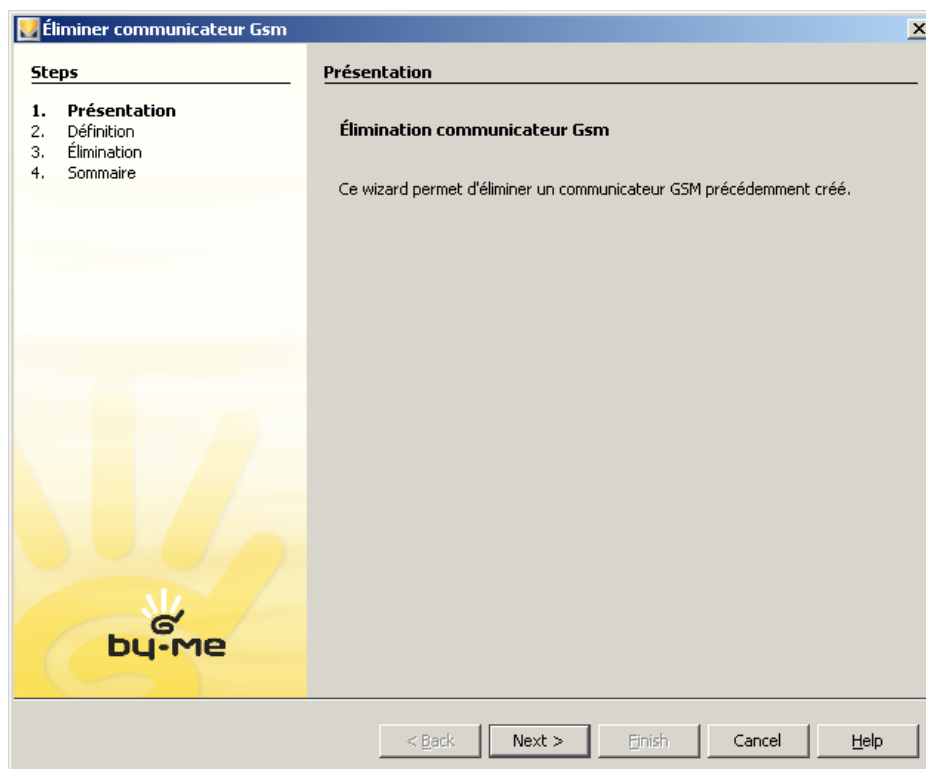 Éliminer communicateur Gsm
Steps
1. Présentation
2. Définition
3. Élimination
4. Sommaire
by-me
Présentation
Élimination communicateur Gsm
Ce wizard permet d'éliminer un communicateur GSM précédemment créé.
< Back Next > Finish Cancel Help